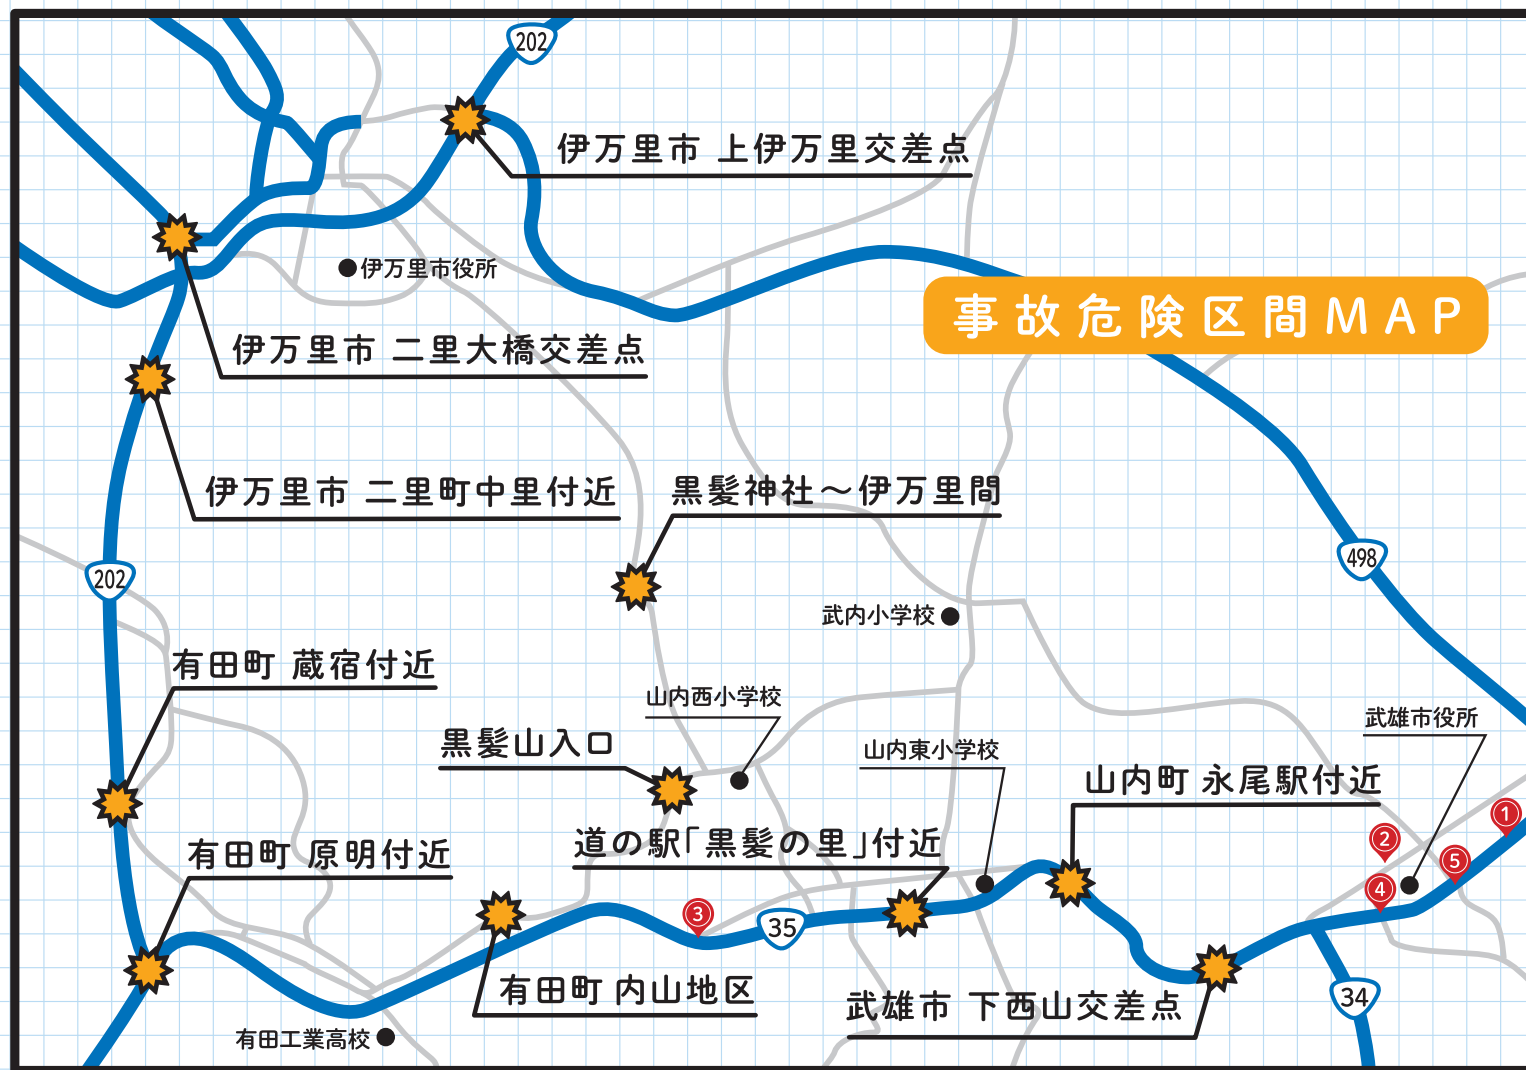 202
伊万里市 上伊万里交差点
伊万里市役所
事故危険区間MAP
伊万里市 二里大橋交差点
伊万里市 二里町中里付近
黒髪神社～伊万里間
498
202
武内小学校
有田町 蔵宿付近
山内西小学校
武雄市役所
黒髪山入口
山内東小学校
山内町 永尾駅付近
1
道の駅「黒髪の里」付近
2
有田町 原明付近
5
4
3
35
有田町 内山地区
武雄市 下西山交差点
34
有田工業高校